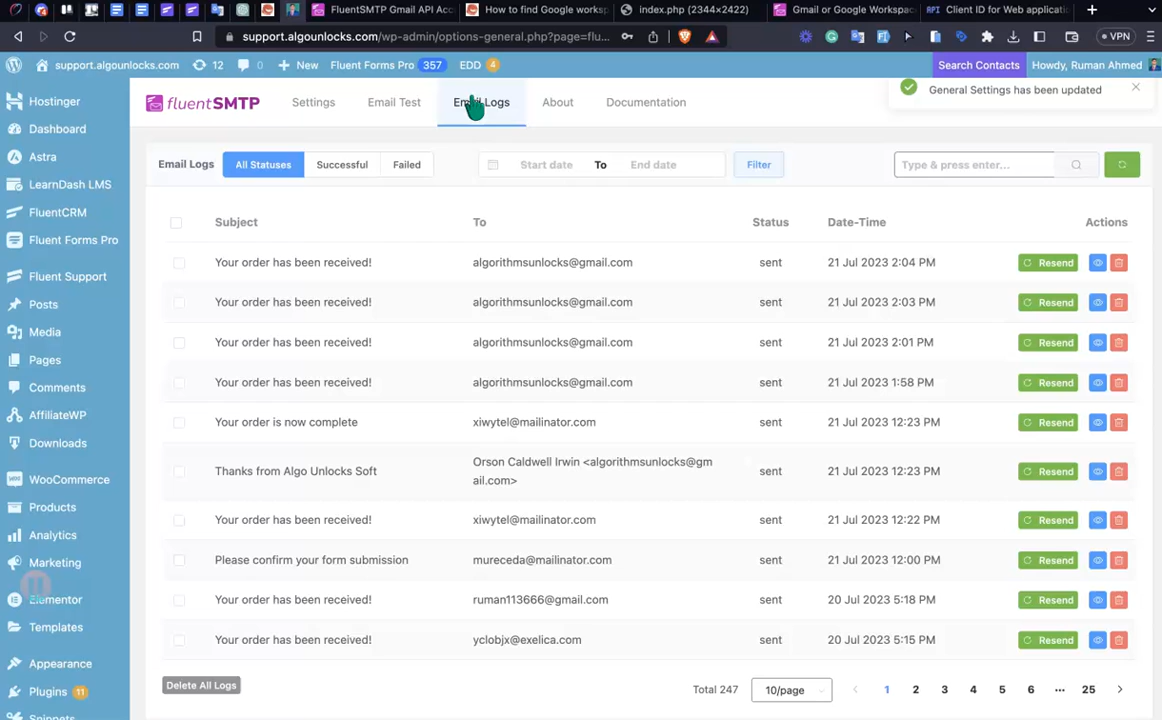 FluentSMTP Gmail API Acc
How to find Google worksp
index.php (2344×2422)
Gmail or Google Workspac
Client ID for Web applicati
support.algounlocks.com/wp-admin/options-general.php?page=flu...
VPN
support.algounlocks.com
12
0
New
Fluent Forms Pro 357
EDD 4
Search Contacts
Howdy, Ruman Ahmed
Hostinger
Dashboard
Astra
LearnDash LMS
FluentCRM
Fluent Forms Pro
Fluent Support
Posts
Media
Pages
Comments
AffiliateWP
Downloads
WooCommerce
Products
Analytics
Marketing
Elementor
Templates
Appearance
Plugins 11
Snippets
fluentSMTP
Settings
Email Test
Email Logs
About
Documentation
General Settings has been updated
Email Logs
All Statuses
Successful
Failed
Start date
To
End date
Filter
Type & press enter...
Subject To Status Date-Time Actions
Your order has been received! algorithmsunlocks@gmail.com sent 21 Jul 2023 2:04 PM Resend
Your order has been received! algorithmsunlocks@gmail.com sent 21 Jul 2023 2:03 PM Resend
Your order has been received! algorithmsunlocks@gmail.com sent 21 Jul 2023 2:01 PM Resend
Your order has been received! algorithmsunlocks@gmail.com sent 21 Jul 2023 1:58 PM Resend
Your order is now complete xiwytel@mailinator.com sent 21 Jul 2023 12:23 PM Resend
Thanks from Algo Unlocks Soft Orson Caldwell Irwin <algorithmsunlocks@gm
ail.com> sent 21 Jul 2023 12:23 PM Resend
Your order has been received! xiwytel@mailinator.com sent 21 Jul 2023 12:22 PM Resend
Please confirm your form submission mureceda@mailinator.com sent 21 Jul 2023 12:00 PM Resend
Your order has been received! ruman113666@gmail.com sent 20 Jul 2023 5:18 PM Resend
Your order has been received! yclobjx@exelica.com sent 20 Jul 2023 5:15 PM Resend
Delete All Logs
Total 247
10/page
1 2 3 4 5 6 ... 25